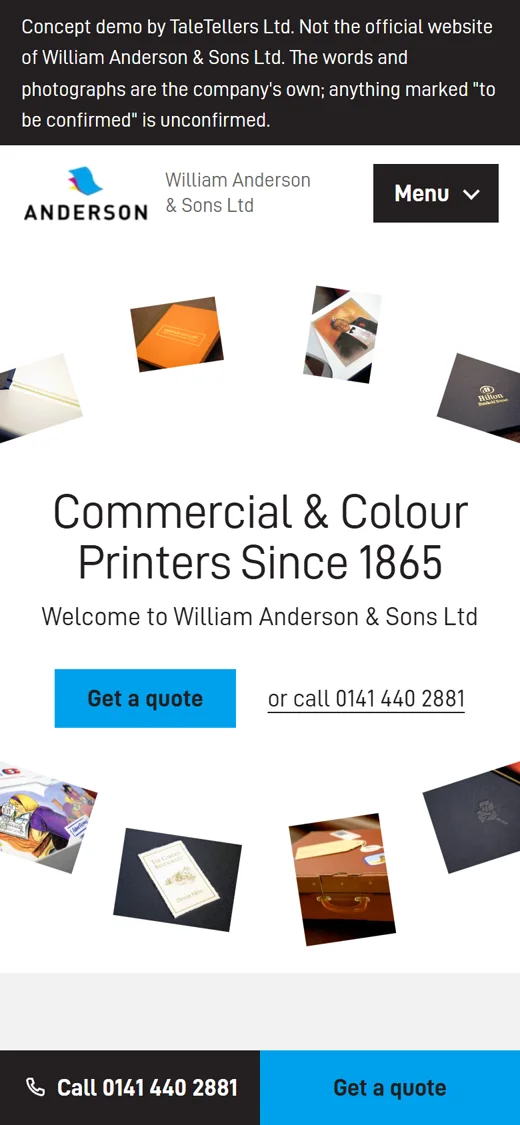 Concept demo by TaleTellers Ltd. Not the official website
of William Anderson & Sons Ltd. The words and
photographs are the company's own; anything marked "to
be confirmed" is unconfirmed.
ANDERSON
William Anderson
& Sons Ltd
Menu
Hilton
Commercial & Colour
Printers Since 1865
Welcome to William Anderson & Sons Ltd
Get a quote
or call 0141 440 2881
Call 0141 440 2881
Get a quote